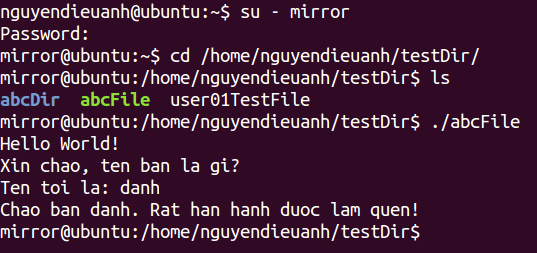 nguyendieuanh@ubuntu:~$ su - mirror
Password:
mirror@ubuntu:~$ cd /home/nguyendieuanh/testDir/
mirror@ubuntu:/home/nguyendieuanh/testDir$ ls
abcDir  abcFile  user01TestFile
mirror@ubuntu:/home/nguyendieuanh/testDir$ ./abcFile
Hello World!
Xin chao, ten ban la gi?
Ten toi la: danh
Chao ban danh. Rat han hanh duoc lam quen!
mirror@ubuntu:/home/nguyendieuanh/testDir$